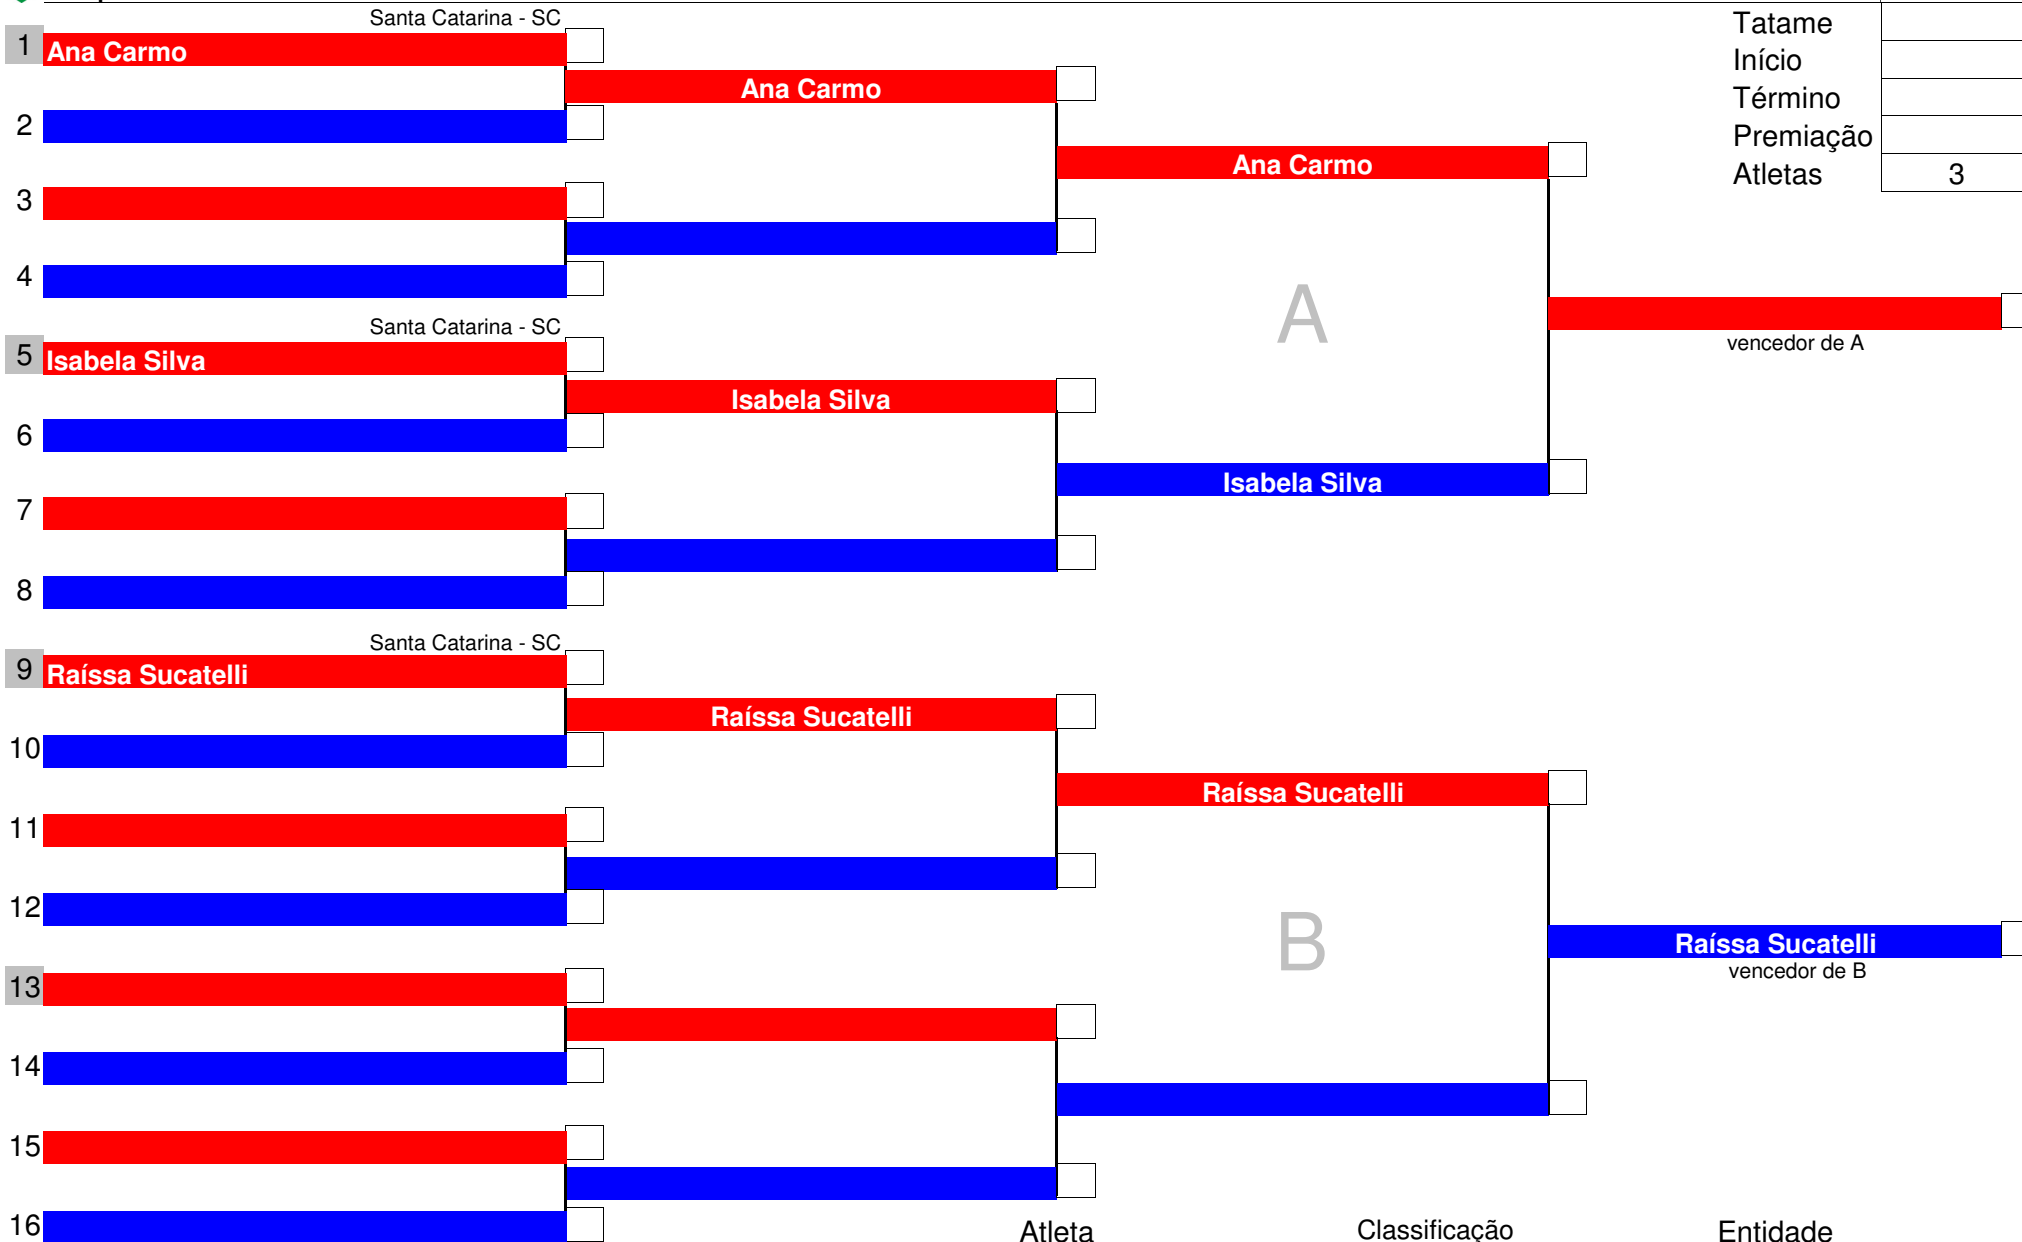 Santa Catarina - SC
Tatame
1 Ana Carmo
Início
Ana Carmo
Término
2
Premiação
Ana Carmo
Atletas 3
3
4
A
Santa Catarina - SC
vencedor de A
5 Isabela Silva
Isabela Silva
6
Isabela Silva
7
8
Santa Catarina - SC
9 Raíssa Sucatelli
Raíssa Sucatelli
10
Raíssa Sucatelli
11
12
B
Raíssa Sucatelli
vencedor de B
13
14
15
16
Atleta Classificação Entidade